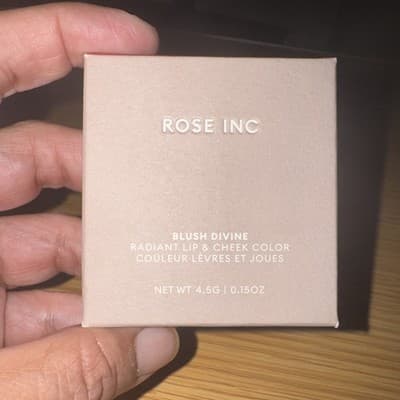 ROSE INC
BLUSH DIVINE
RADIANT LIP & CHEEK COLOR
COULEUR LÈVRES ET JOUES
NET WT 4.5G | 0.15OZ